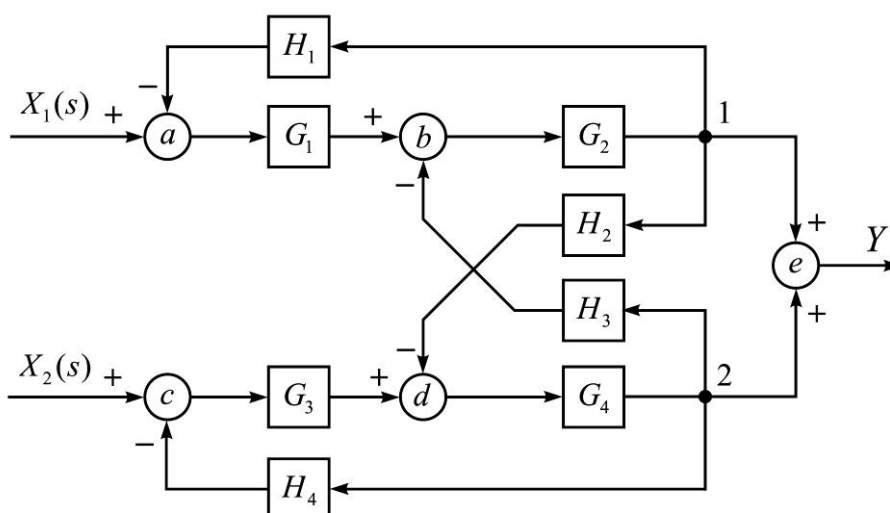 H₁
− 
X₁(s) + a G₁ + b G₂ 1
−
H₂ + Y
e
H₃ +
−
X₂(s) + c G₃ + d G₄ 2
−
H₄